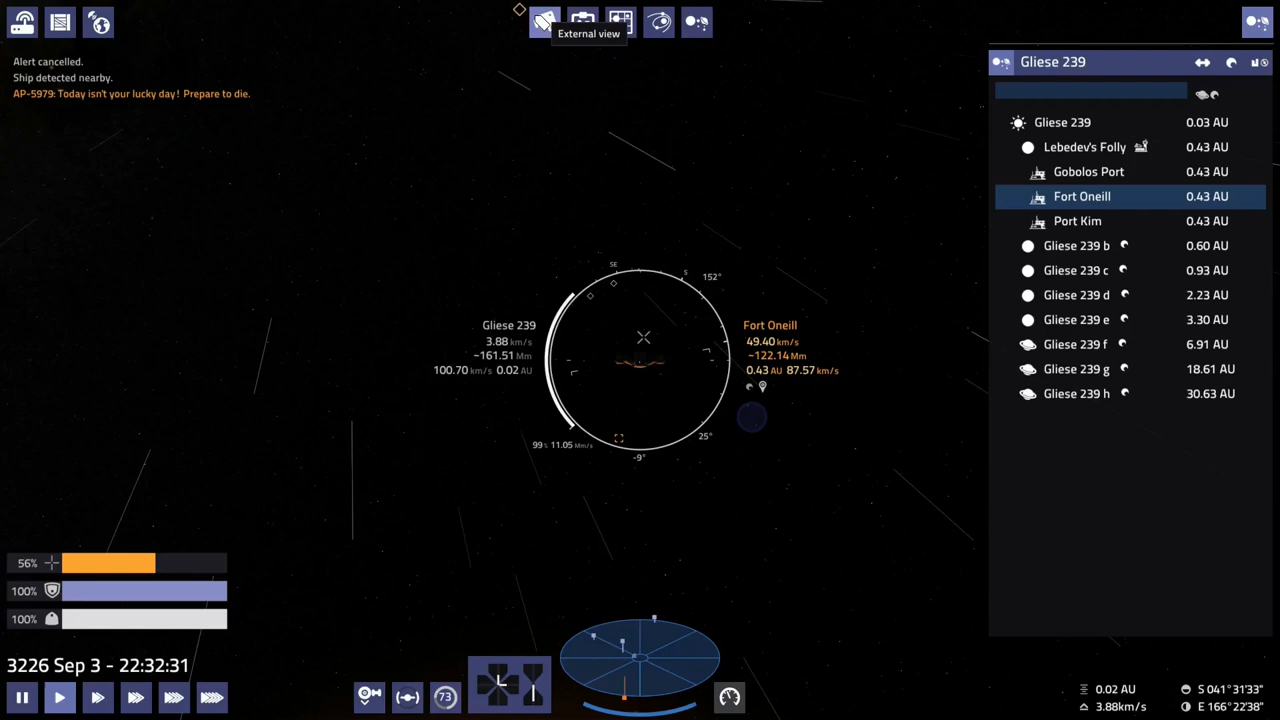 External view
Alert cancelled.
Ship detected nearby.
AP-5979: Today isn't your lucky day! Prepare to die.
Gliese 239
Gliese 239 0.03 AU
Lebedev's Folly 0.43 AU
Gobolos Port 0.43 AU
Fort Oneill 0.43 AU
Port Kim 0.43 AU
Gliese 239 b 0.60 AU
Gliese 239 c 0.93 AU
Gliese 239 d 2.23 AU
Gliese 239 e 3.30 AU
Gliese 239 f 6.91 AU
Gliese 239 g 18.61 AU
Gliese 239 h 30.63 AU
SE
S
152°
Gliese 239
3.88 km/s
~161.51 Mm
100.70 km/s 0.02 AU
Fort Oneill
49.40 km/s
~122.14 Mm
0.43 AU 87.57 km/s
99% 11.05 Mm/s
25°
-9°
56%
100%
100%
3226 Sep 3 - 22:32:31
73
0.02 AU
3.88km/s
S 041°31'33"
E 166°22'38"